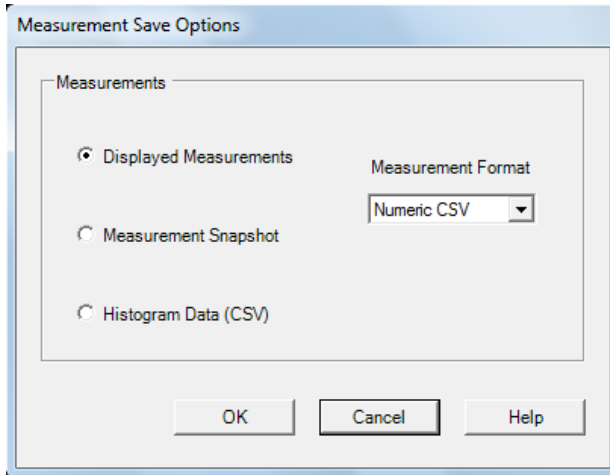 Measurement Save Options
Measurements
Displayed Measurements
Measurement Format
Numeric CSV
Measurement Snapshot
Histogram Data (CSV)
OK
Cancel
Help